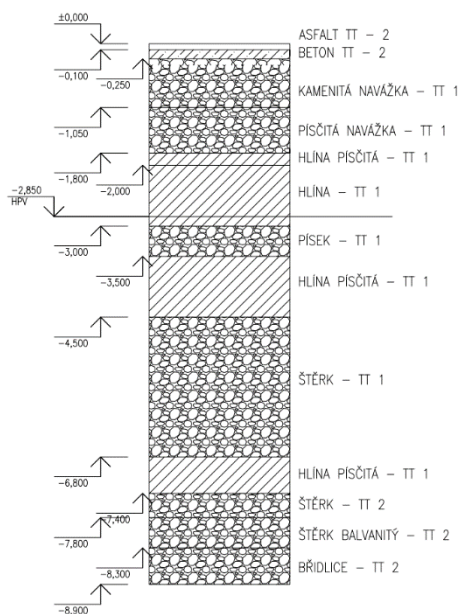 ±0,000
ASFALT TT – 2
BETON TT – 2
-0,100
-0,250
KAMENITÁ NAVÁŽKA – TT 1
-1,050
PÍSČITÁ NAVÁŽKA – TT 1
HLÍNA PÍSČITÁ – TT 1
-1,800
-2,000
HLÍNA – TT 1
-2,850
HPV
PÍSEK – TT 1
-3,000
-3,500
HLÍNA PÍSČITÁ – TT 1
-4,500
ŠTĚRK – TT 1
-6,800
HLÍNA PÍSČITÁ – TT 1
ŠTĚRK – TT 2
-7,400
-7,800
ŠTĚRK BALVANITÝ – TT 2
-8,300
BŘIDLICE – TT 2
-8,900